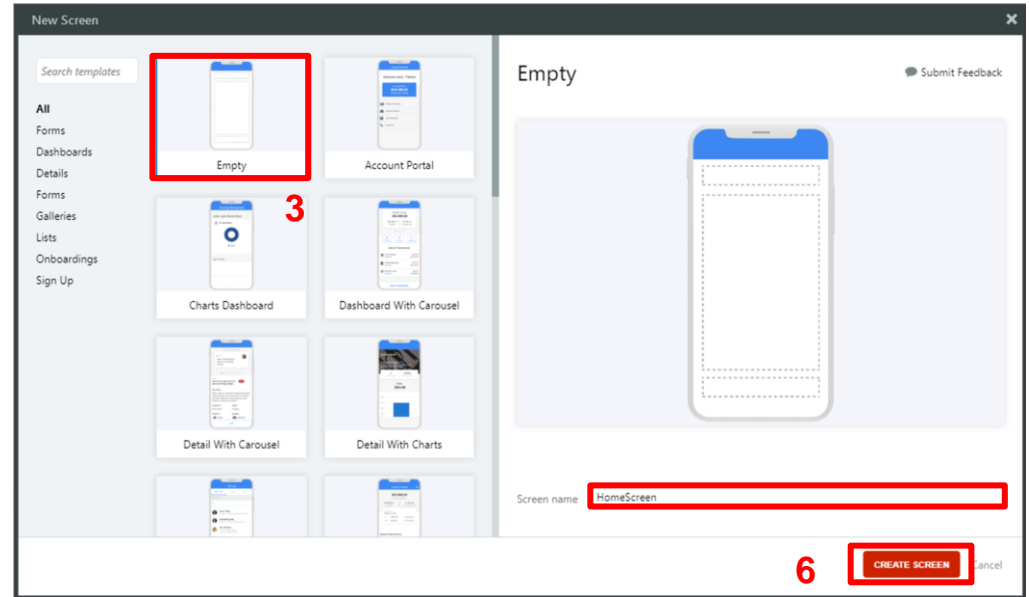 New Screen
Search templates
All
Forms
Dashboards
Details
Forms
Galleries
Lists
Onboardings
Sign Up
Empty
Account Portal
3
Charts Dashboard
Dashboard With Carousel
Detail With Carousel
Detail With Charts
Empty
Submit Feedback
Screen name
HomeScreen
6
CREATE SCREEN
Cancel